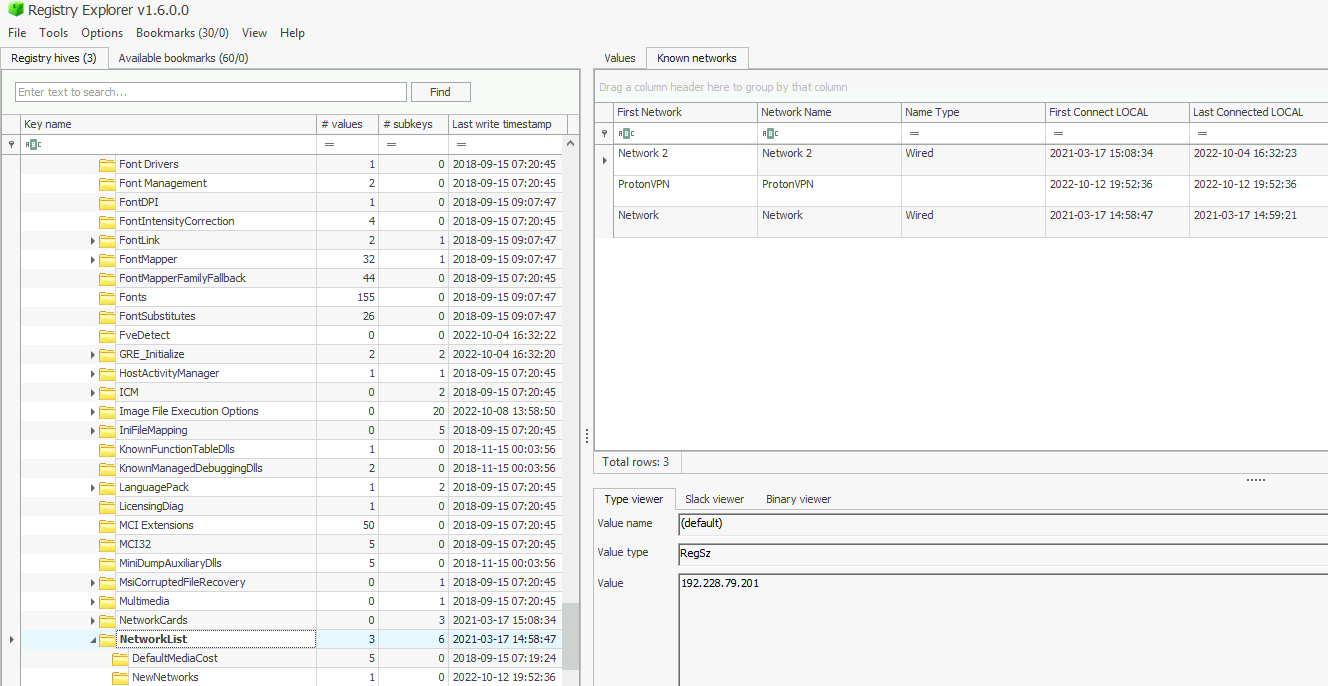 Registry Explorer v1.6.0.0
File Tools Options Bookmarks (30/0) View Help
Registry hives (3) Available bookmarks (60/0)
Enter text to search... Find
Key name # values # subkeys Last write timestamp
= = =
Font Drivers 1 0 2018-09-15 07:20:45
Font Management 2 0 2018-09-15 07:20:45
FontDPI 1 0 2018-09-15 09:07:47
FontIntensityCorrection 4 0 2018-09-15 07:20:45
FontLink 2 1 2018-09-15 09:07:47
FontMapper 32 1 2018-09-15 09:07:47
FontMapperFamilyFallback 44 0 2018-09-15 07:20:45
Fonts 155 0 2018-09-15 09:07:47
FontSubstitutes 26 0 2018-09-15 09:07:47
FveDetect 0 0 2022-10-04 16:32:22
GRE_Initialize 2 2 2022-10-04 16:32:20
HostActivityManager 1 1 2018-09-15 07:20:45
ICM 0 2 2018-09-15 07:20:45
Image File Execution Options 0 20 2022-10-08 13:58:50
IniFileMapping 0 5 2018-09-15 07:20:45
KnownFunctionTableDlls 1 0 2018-11-15 00:03:56
KnownManagedDebuggingDlls 2 0 2018-11-15 00:03:56
LanguagePack 1 2 2018-09-15 07:20:45
LicensingDiag 1 0 2018-09-15 07:20:45
MCI Extensions 50 0 2018-09-15 07:20:45
MCI32 5 0 2018-09-15 07:20:45
MiniDumpAuxiliaryDlls 5 0 2018-11-15 00:03:56
MsiCorruptedFileRecovery 0 1 2018-09-15 07:20:45
Multimedia 0 1 2018-09-15 07:20:45
NetworkCards 0 3 2021-03-17 15:08:34
NetworkList 3 6 2021-03-17 14:58:47
DefaultMediaCost 5 0 2018-09-15 07:19:24
NewNetworks 1 0 2022-10-12 19:52:36
Values Known networks
Drag a column header here to group by that column
First Network Network Name Name Type First Connect LOCAL Last Connected LOCAL
= = =
Network 2 Network 2 Wired 2021-03-17 15:08:34 2022-10-04 16:32:23
ProtonVPN ProtonVPN 2022-10-12 19:52:36 2022-10-12 19:52:36
Network Network Wired 2021-03-17 14:58:47 2021-03-17 14:59:21
Total rows: 3
Type viewer Slack viewer Binary viewer
Value name (default)
Value type RegSz
Value 192.228.79.201